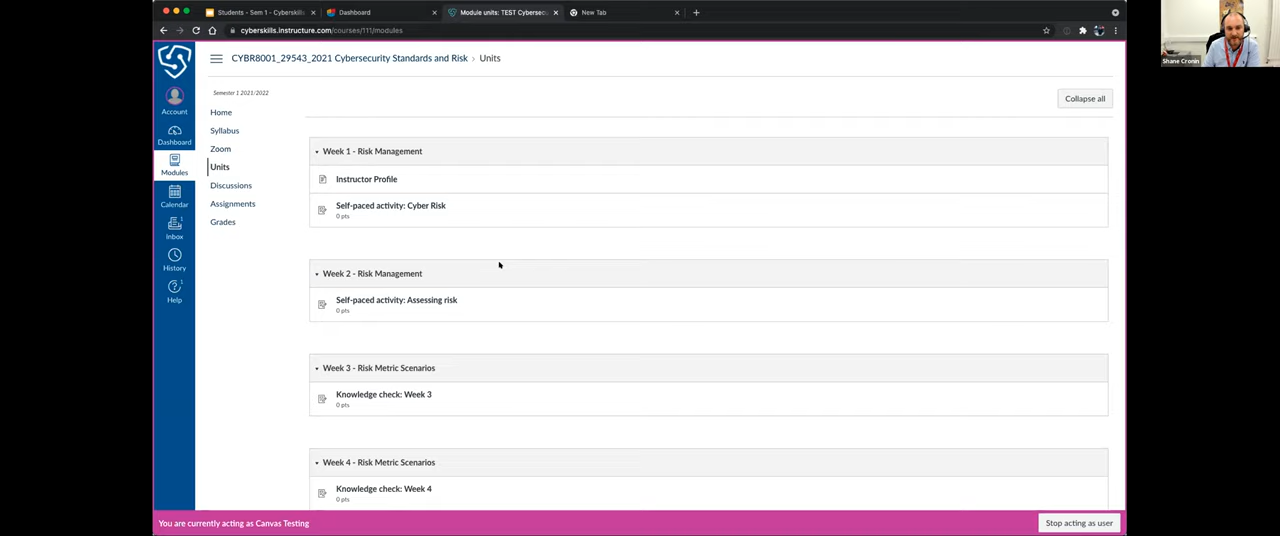 Students - Sem 1 - Cyberskill
Dashboard
Module units: TEST Cybersecu
New Tab
cyberskills.instructure.com/courses/111/modules
Shane Cronin
CYBR8001_29543_2021 Cybersecurity Standards and Risk › Units
Semester 1 2021/2022
Collapse all
Account
Dashboard
Modules
Calendar
1
Inbox
History
1
Help
Home
Syllabus
Zoom
Units
Discussions
Assignments
Grades
Week 1 - Risk Management
Instructor Profile
Self-paced activity: Cyber Risk
0 pts
Week 2 - Risk Management
Self-paced activity: Assessing risk
0 pts
Week 3 - Risk Metric Scenarios
Knowledge check: Week 3
0 pts
Week 4 - Risk Metric Scenarios
Knowledge check: Week 4
0 pts
You are currently acting as Canvas Testing
Stop acting as user